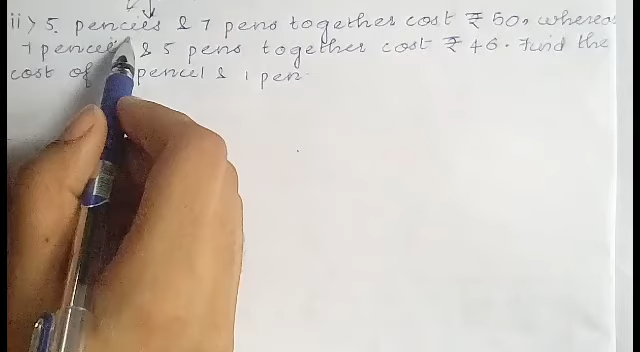 ii> 5 pencils & 7 pens together cost ₹ 50, whereas
7 pencils & 5 pens together cost ₹ 46. Find the
cost of pencil & 1 pen.